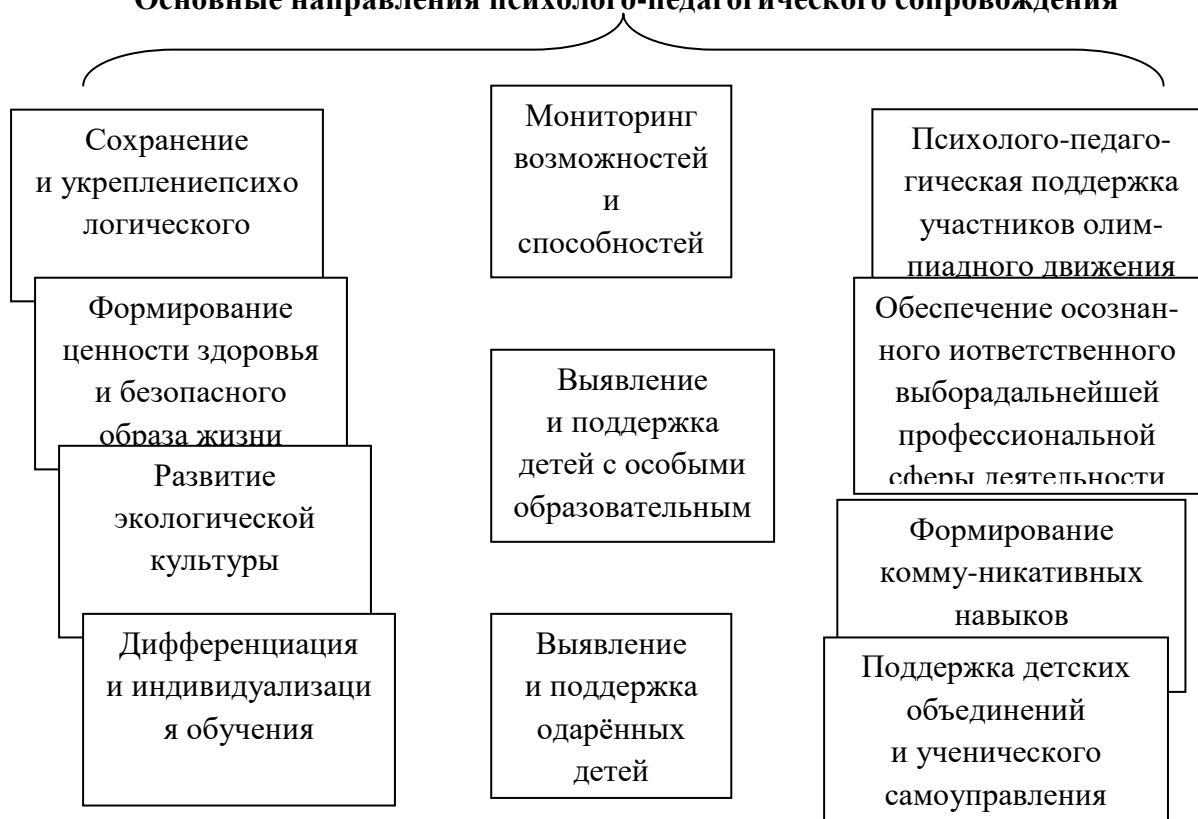 Основные направления психолого-педагогического сопровождения
Сохранение
и укреплениепсихо
логического
Формирование
ценности здоровья
и безопасного
образа жизни
Развитие
экологической
культуры
Дифференциация
и индивидуализаци
я обучения
Мониторинг
возможностей
и
способностей
Выявление
и поддержка
детей с особыми
образовательным
Выявление
и поддержка
одарённых
детей
Психолого-педаго-
гическая поддержка
участников олим-
пиадного движения
Обеспечение осознан-
ного иответственного
выборадальнейшей
профессиональной
сферы деятельности
Формирование
комму-никативных
навыков
Поддержка детских
объединений
и ученического
самоуправления